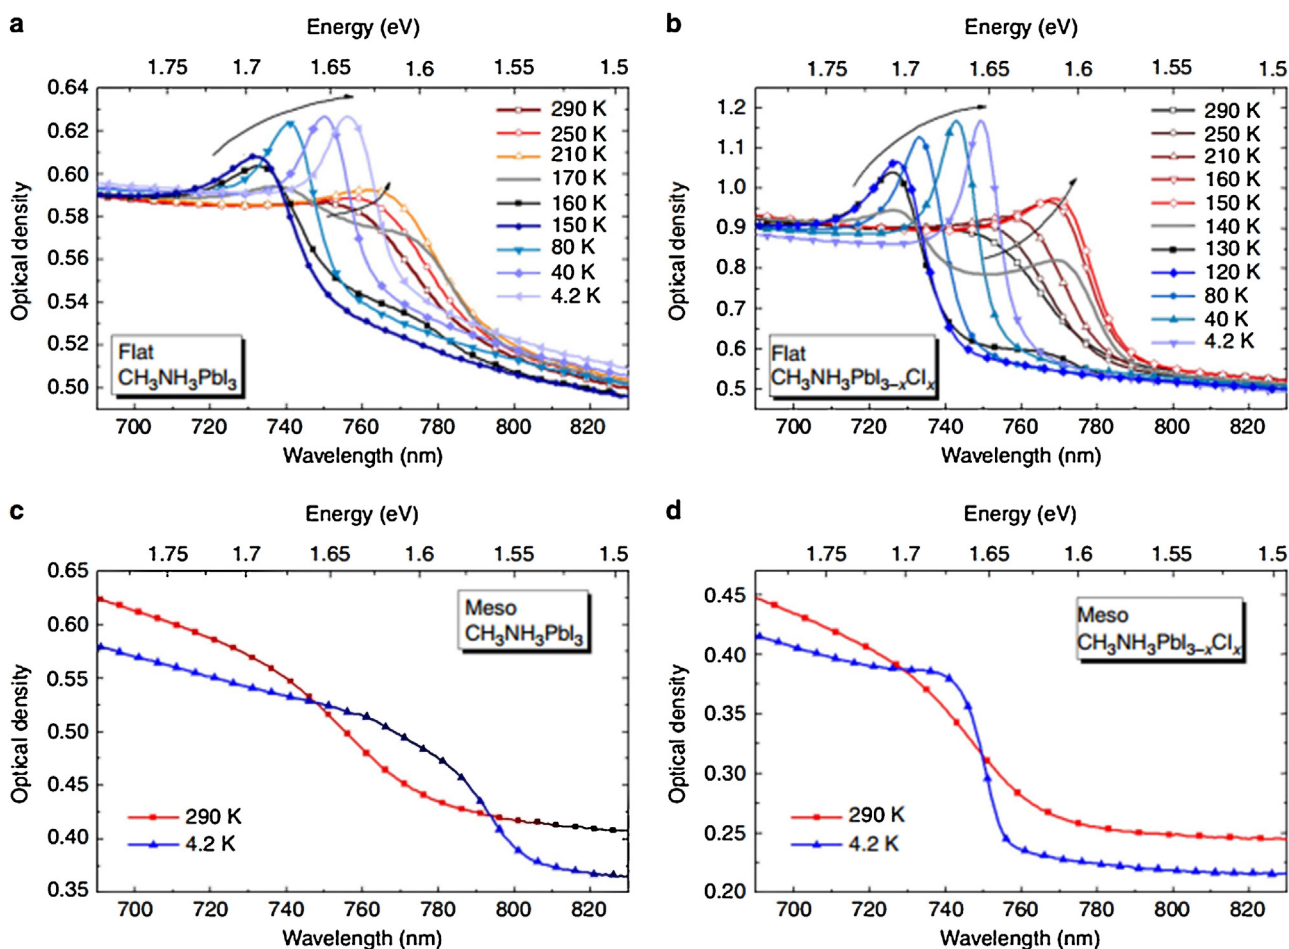 a
Energy (eV)
1.75 1.7 1.65 1.6 1.55 1.5
0.64
0.62
0.60
0.58
0.56
0.54
0.52
0.50
Optical density
290 K
250 K
210 K
170 K
160 K
150 K
80 K
40 K
4.2 K
Flat
CH3NH3PbI3
700 720 740 760 780 800 820
Wavelength (nm)
b
Energy (eV)
1.75 1.7 1.65 1.6 1.55 1.5
1.2
1.1
1.0
0.9
0.8
0.7
0.6
0.5
Optical density
290 K
250 K
210 K
160 K
150 K
140 K
130 K
120 K
80 K
40 K
4.2 K
Flat
CH3NH3PbI3–xClx
700 720 740 760 780 800 820
Wavelength (nm)
c
Energy (eV)
1.75 1.7 1.65 1.6 1.55 1.5
0.65
0.60
0.55
0.50
0.45
0.40
0.35
Optical density
Meso
CH3NH3PbI3
290 K
4.2 K
700 720 740 760 780 800 820
Wavelength (nm)
d
Energy (eV)
1.75 1.7 1.65 1.6 1.55 1.5
0.45
0.40
0.35
0.30
0.25
0.20
Optical density
Meso
CH3NH3PbI3–xClx
290 K
4.2 K
700 720 740 760 780 800 820
Wavelength (nm)